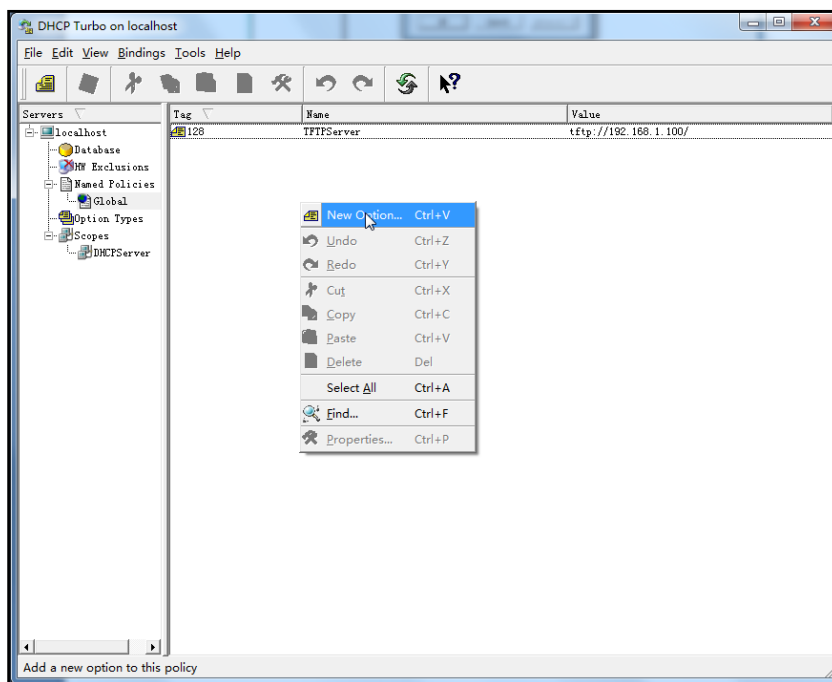 DHCP Turbo on localhost
File Edit View Bindings Tools Help
Servers
Tag Name Value
localhost
128 TFTPServer tftp://192.168.1.100/
Database
HW Exclusions
Named Policies
Global
Option Types
Scopes
DHCPServer
New Option... Ctrl+V
Undo Ctrl+Z
Redo Ctrl+Y
Cut Ctrl+X
Copy Ctrl+C
Paste Ctrl+V
Delete Del
Select All Ctrl+A
Find... Ctrl+F
Properties... Ctrl+P
Add a new option to this policy